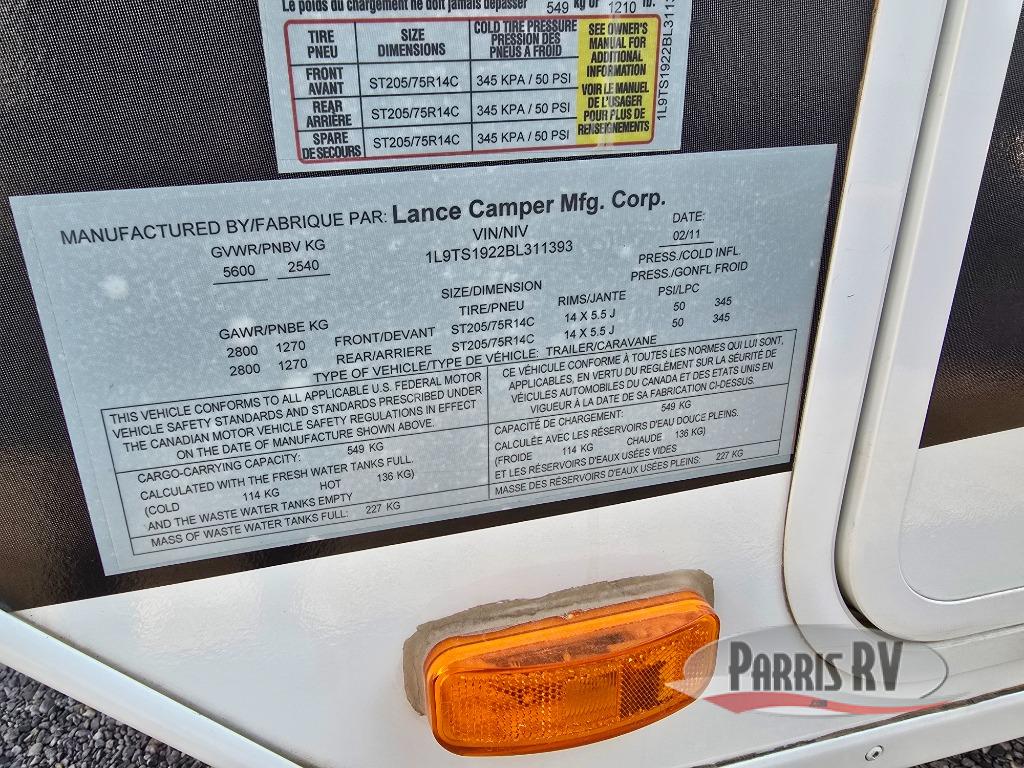 Le poids du chargement ne doit jamais dépasser 549 kg or 1210 lb.
TIRE PNEU SIZE DIMENSIONS COLD TIRE PRESSURE PRESSION DES PNEUS A FROID
FRONT AVANT ST205/75R14C 345 KPA / 50 PSI
REAR ARRIÈRE ST205/75R14C 345 KPA / 50 PSI
SPARE DE SECOURS ST205/75R14C 345 KPA / 50 PSI
SEE OWNER'S
MANUAL FOR
ADDITIONAL
INFORMATION
VOIR LE MANUEL
DE L'USAGER
POUR PLUS DE
RENSEIGNEMENTS
1L9TS1922BL3113
MANUFACTURED BY/FABRIQUE PAR: Lance Camper Mfg. Corp.
GVWR/PNBV KG VIN/NIV DATE:
5600 2540 1L9TS1922BL311393 02/11
SIZE/DIMENSION PRESS./COLD INFL.
TIRE/PNEU RIMS/JANTE PRESS./GONFL FROID
GAWR/PNBE KG PSI/LPC
2800 1270 FRONT/DEVANT ST205/75R14C 14 X 5.5 J 50 345
2800 1270 REAR/ARRIERE ST205/75R14C 14 X 5.5 J 50 345
TYPE OF VEHICLE/TYPE DE VÉHICLE: TRAILER/CARAVANE
THIS VEHICLE CONFORMS TO ALL APPLICABLE U.S. FEDERAL MOTOR
VEHICLE SAFETY STANDARDS AND STANDARDS PRESCRIBED UNDER
THE CANADIAN MOTOR VEHICLE SAFETY REGULATIONS IN EFFECT
ON THE DATE OF MANUFACTURE SHOWN ABOVE.
CARGO-CARRYING CAPACITY: 549 KG
CALCULATED WITH THE FRESH WATER TANKS FULL.
(COLD 114 KG HOT 136 KG)
AND THE WASTE WATER TANKS EMPTY
MASS OF WASTE WATER TANKS FULL: 227 KG
CE VÉHICULE CONFORME À TOUTES LES NORMES QUI LUI SONT,
APPLICABLES, EN VERTU DU REGLEMENT SUR LA SÉCURITÉ DE
VÉICULES AUTOMOBILES DU CANADA ET DES ETATS UNIS EN
VIGUEUR À LA DATE DE SA FABRICATION CI-DESSUS.
CAPACITÉ DE CHARGEMENT: 549 KG
CALCULÉE AVEC LES RÉSERVOIRS D'EAU DOUCE PLEINS.
(FROIDE 114 KG CHAUDE 136 KG)
ET LES RÉSERVOIRS D'EAUX USÉES VIDES
MASSE DES RÉSERVOIRS D'EAUX USÉES PLEINS: 227 KG
PARRIS RV
.COM